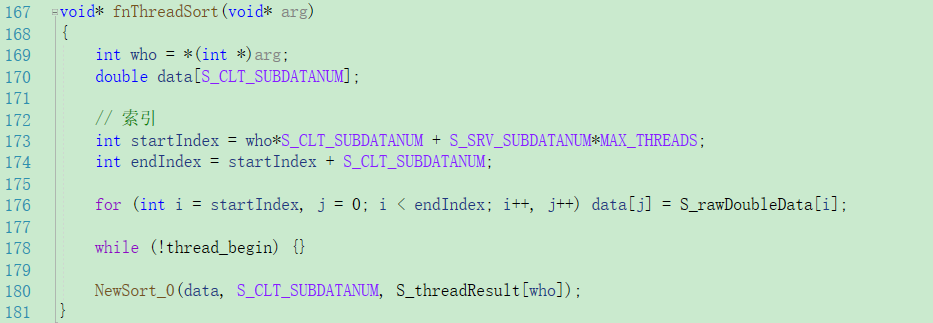 167 void* fnThreadSort(void* arg)
168 {
169 int who = *(int *)arg;
170 double data[S_CLT_SUBDATANUM];
171
172 // 索引
173 int startIndex = who*S_CLT_SUBDATANUM + S_SRV_SUBDATANUM*MAX_THREADS;
174 int endIndex = startIndex + S_CLT_SUBDATANUM;
175
176 for (int i = startIndex, j = 0; i < endIndex; i++, j++) data[j] = S_rawDoubleData[i];
177
178 while (!thread_begin) {}
179
180 NewSort_0(data, S_CLT_SUBDATANUM, S_threadResult[who]);
181 }